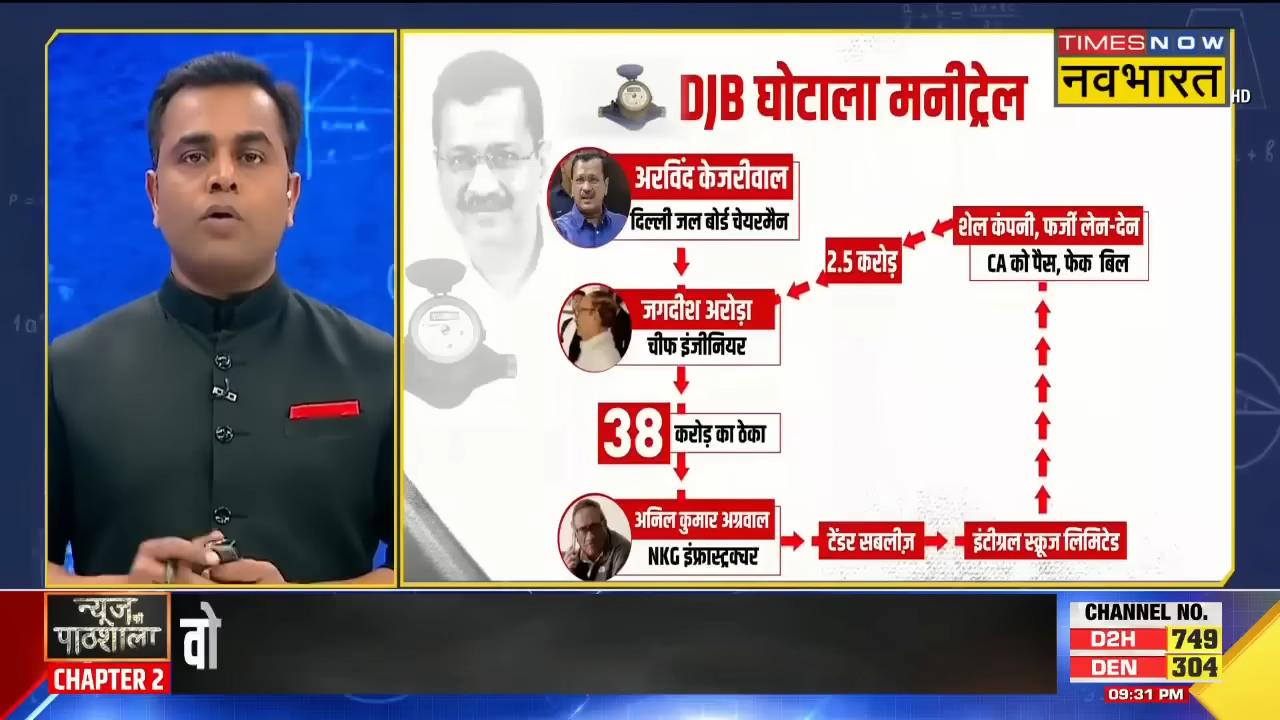 TIMES NOW
नवभारत
HD
DJB घोटाला मनीट्रेल
अरविंद केजरीवाल
दिल्ली जल बोर्ड चेयरमैन
शेल कंपनी, फर्जी लेन-देन
CA को पैस, फेक बिल
2.5 करोड़
जगदीश अरोड़ा
चीफ इंजीनियर
38 करोड़ का ठेका
अनिल कुमार अग्रवाल
NKG इंफ्रास्ट्रक्चर
टेंडर सबलीज़
इंटीग्रल स्क्रूज लिमिटेड
न्यूज़ की
पाठशाला
CHAPTER 2
वो
CHANNEL NO.
D2H 749
DEN 304
09:31 PM